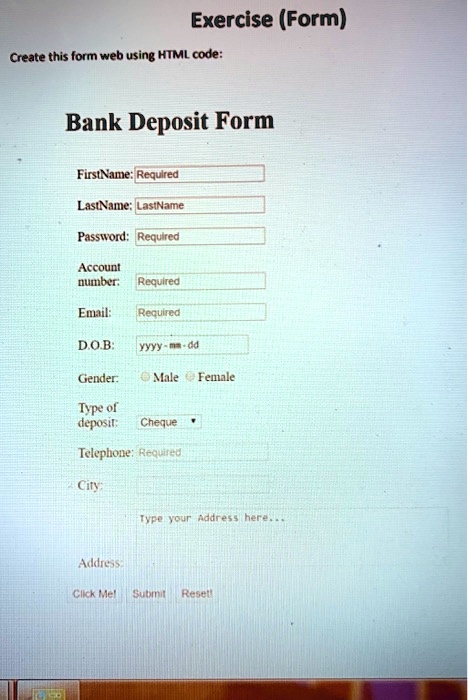 Exercise (Form)
Create this form web using HTML code:
Bank Deposit Form
FirstName: Required
LastName: LastName
Password: Required
Account
number: Required
Email: Required
D.O.B: yyyy-mm-dd
Gender: Male Female
Type of
deposit: Cheque
Telephone: Required
City:
Type your Address here...
Address:
Click Me! Submit Reset!